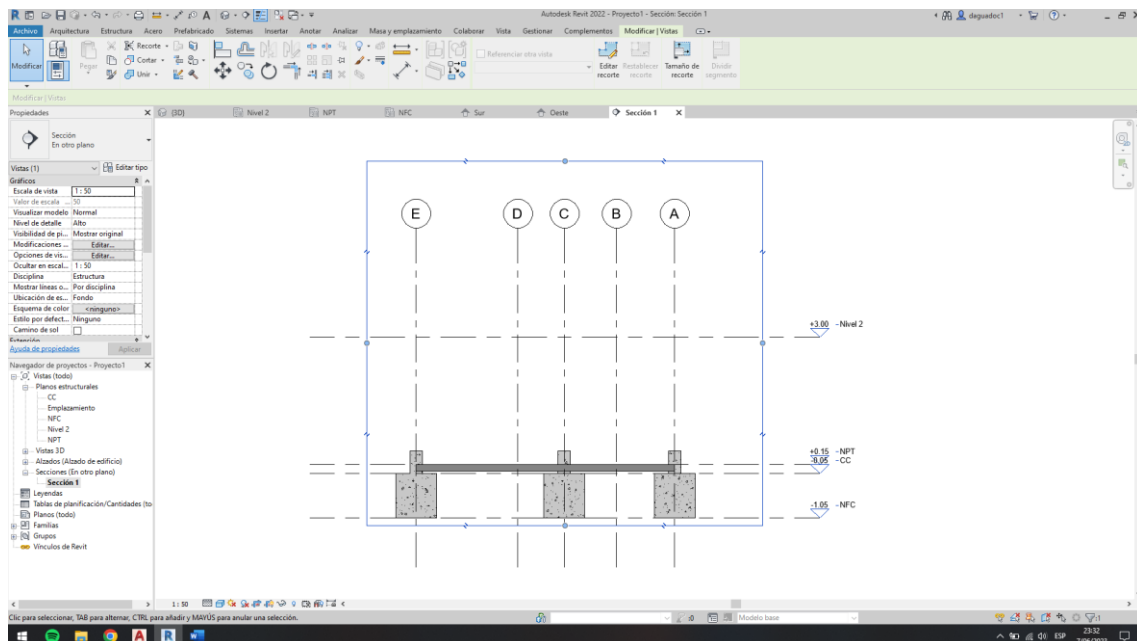 Autodesk Revit 2022 - Proyecto1 - Sección: Sección 1
deguadoc1
Archivo Arquitectura Estructura Acero Prefabricado Sistemas Insertar Anotar Analizar Masa y emplazamiento Colaborar Vista Gestionar Complementos Modificar | Vistas
Modificar
Pegar
Recorte
Cortar
Unir
Referenciar otra vista
Editar recorte
Restablecer recorte
Tamaño de recorte
Dividir segmento
Modificar | Vistas
Propiedades
(3D) Nivel 2 NPT NFC Sur Oeste Sección 1
Sección
En otro plano
Vistas (1) Editar tipo
Gráficos
Escala de vista 1 : 50
Valor de escala ... 50
Visualizar modelo Normal
Nivel de detalle Alto
Visibilidad de pi... Mostrar original
Modificaciones ... Editar...
Opciones de vis... Editar...
Ocultar en escal... 1 : 50
Disciplina Estructura
Mostrar líneas o... Por disciplina
Ubicación de es... Fondo
Esquema de color <ninguno>
Estilo por defect... Ninguno
Camino de sol
Extensión
Ayuda de propiedades Aplicar
Navegador de proyectos - Proyecto1
Vistas (todo)
Planos estructurales
CC
Emplazamiento
NFC
Nivel 2
NPT
Vistas 3D
Alzados (Alzado de edificio)
Secciones (En otro plano)
Sección 1
Leyendas
Tablas de planificación/Cantidades (to
Planos (todo)
Familias
Grupos
Vínculos de Revit
E D C B A
+3.00 - Nivel 2
+0.15 - NPT
-0.05 - CC
-1.05 - NFC
1 : 50
Clic para seleccionar, TAB para alternar, CTRL para añadir y MAYÚS para anular una selección.
:0
Modelo base
ESP
23:32